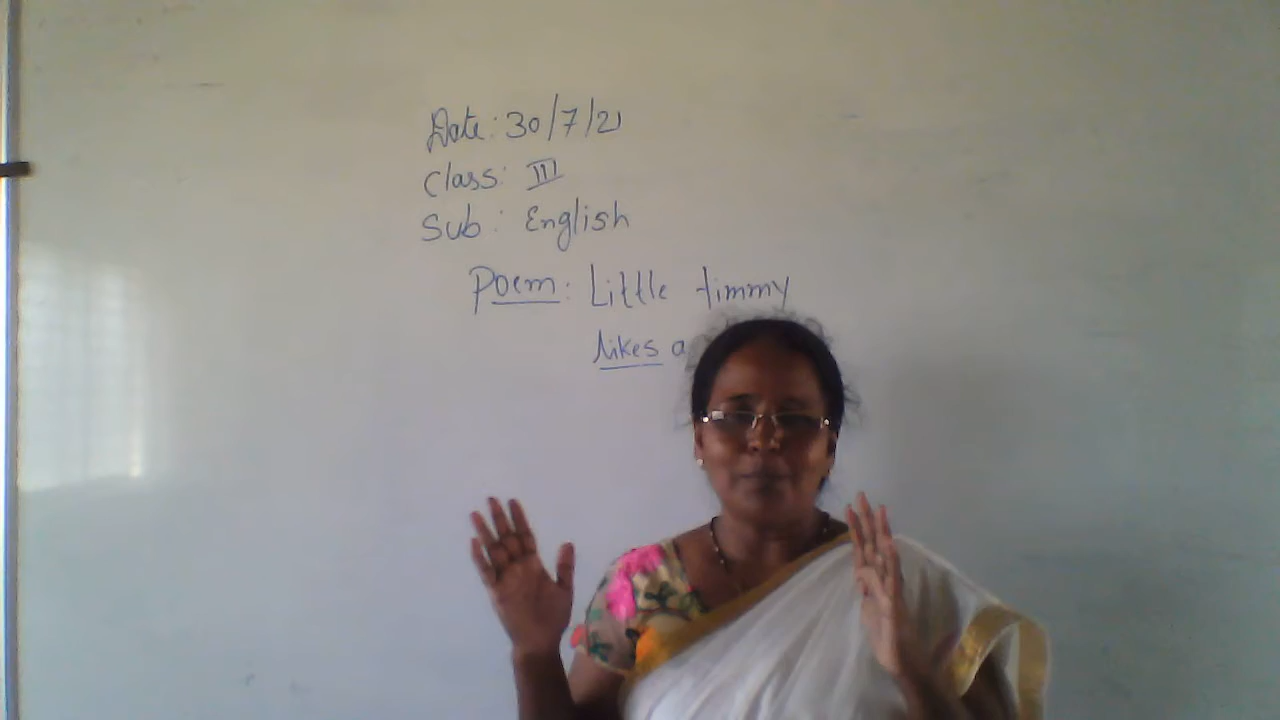 Date: 30/7/21
Class: III
Sub: English
Poem: Little timmy
likes a